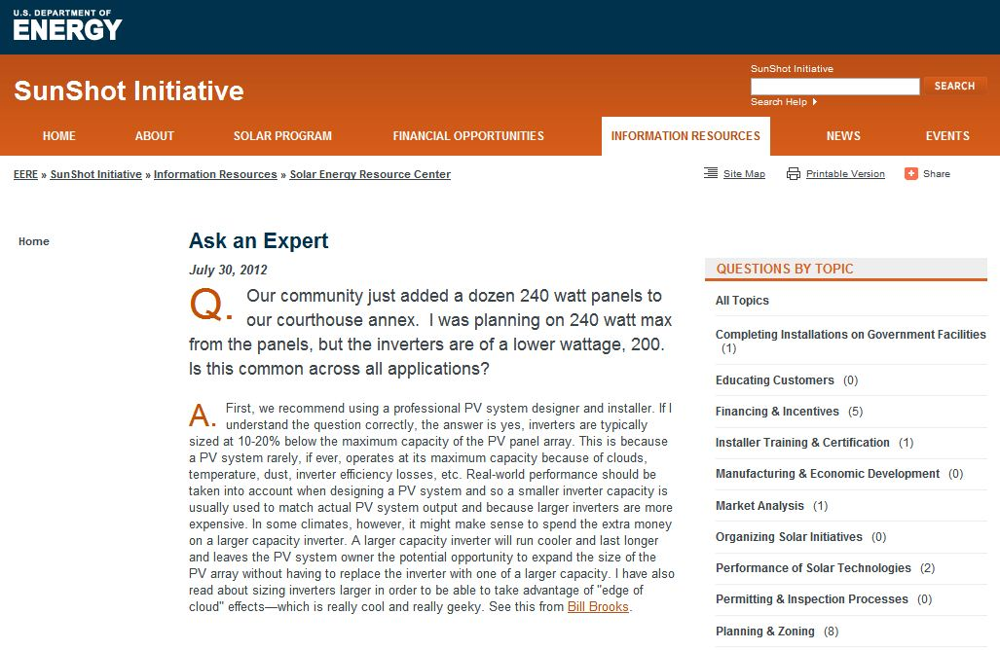 U.S. DEPARTMENT OF
ENERGY
SunShot Initiative
SunShot Initiative
SEARCH
Search Help
HOME ABOUT SOLAR PROGRAM FINANCIAL OPPORTUNITIES INFORMATION RESOURCES NEWS EVENTS
EERE » SunShot Initiative » Information Resources » Solar Energy Resource Center
Site Map Printable Version Share
Home
Ask an Expert
July 30, 2012
Q. Our community just added a dozen 240 watt panels to
our courthouse annex.  I was planning on 240 watt max
from the panels, but the inverters are of a lower wattage, 200.
Is this common across all applications?
A. First, we recommend using a professional PV system designer and installer. If I
understand the question correctly, the answer is yes, inverters are typically
sized at 10-20% below the maximum capacity of the PV panel array. This is because
a PV system rarely, if ever, operates at its maximum capacity because of clouds,
temperature, dust, inverter efficiency losses, etc. Real-world performance should be
taken into account when designing a PV system and so a smaller inverter capacity is
usually used to match actual PV system output and because larger inverters are more
expensive. In some climates, however, it might make sense to spend the extra money
on a larger capacity inverter. A larger capacity inverter will run cooler and last longer
and leaves the PV system owner the potential opportunity to expand the size of the
PV array without having to replace the inverter with one of a larger capacity. I have also
read about sizing inverters larger in order to be able to take advantage of "edge of
cloud" effects—which is really cool and really geeky. See this from Bill Brooks.
QUESTIONS BY TOPIC
All Topics
Completing Installations on Government Facilities
(1)
Educating Customers (0)
Financing & Incentives (5)
Installer Training & Certification (1)
Manufacturing & Economic Development (0)
Market Analysis (1)
Organizing Solar Initiatives (0)
Performance of Solar Technologies (2)
Permitting & Inspection Processes (0)
Planning & Zoning (8)